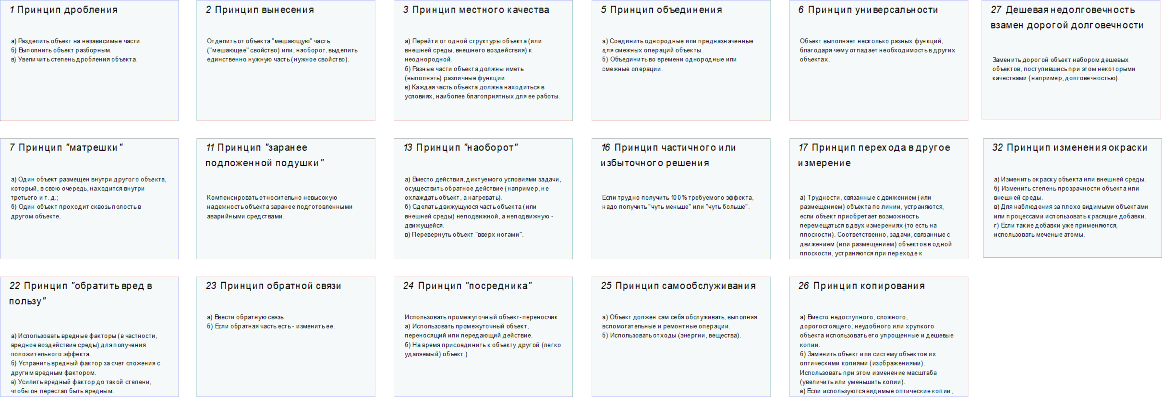 1 Принцип дробления
а) Разделить объект на независимые части.
б) Выполнить объект разборным.
в) Увеличить степень дробления объекта.
2 Принцип вынесения
Отделить от объекта "мешающую" часть
("мешающее" свойство) или, наоборот, выделить
единственно нужную часть (нужное свойство).
3 Принцип местного качества
а) Перейти от одной структуры объекта (или
внешней среды, внешнего воздействия) к
неоднородной.
б) Разные части объекта должны иметь
(выполнять) различные функции.
в) Каждая часть объекта должна находиться в
условиях, наиболее благоприятных для ее работы.
5 Принцип объединения
а) Соединить однородные или предназначенные
для смежных операций объекты.
б) Объединить во времени однородные или
смежные операции.
6 Принцип универсальности
Объект выполняет несколько разных функций,
благодаря чему отпадает необходимость в других
объектах.
27 Дешевая недолговечность
взамен дорогой долговечности
Заменить дорогой объект набором дешевых
объектов, поступившись при этом некоторыми
качествами (например, долговечностью).
7 Принцип "матрешки"
а) Один объект размещен внутри другого объекта,
который, в свою очередь, находится внутри
третьего и т. д.;
б) Один объект проходит сквозь полость в
другом объекте.
11 Принцип "заранее
подложенной подушки"
Компенсировать относительно невысокую
надежность объекта заранее подготовленными
аварийными средствами.
13 Принцип "наоборот"
а) Вместо действия, диктуемого условиями задачи,
осуществить обратное действие (например, не
охлаждать объект, а нагревать).
б) Сделать движущуюся часть объекта (или
внешней среды) неподвижной, а неподвижную -
движущейся.
в) Перевернуть объект "вверх ногами".
16 Принцип частичного или
избыточного решения
Если трудно получить 100% требуемого эффекта,
надо получить "чуть меньше" или "чуть больше".
17 Принцип перехода в другое
измерение
а) Трудности, связанные с движением (или
размещением) объекта по линии, устраняются,
если объект приобретает возможность
перемещаться в двух измерениях (то есть на
плоскости). Соответственно, задачи, связанные с
движением (или размещением) объектов в одной
плоскости, устраняются при переходе к
32 Принцип изменения окраски
а) Изменить окраску объекта или внешней среды.
б) Изменить степень прозрачности объекта или
внешней среды.
в) Для наблюдения за плохо видимыми объектами
или процессами использовать красящие добавки.
г) Если такие добавки уже применяются,
использовать меченые атомы.
22 Принцип "обратить вред в
пользу"
а) Использовать вредные факторы (в частности,
вредное воздействие среды) для получения
положительного эффекта.
б) Устранить вредный фактор за счет сложения с
другим вредным фактором.
в) Усилить вредный фактор до такой степени,
чтобы он перестал быть вредным.
23 Принцип обратной связи
а) Ввести обратную связь
б) Если обратная часть есть - изменить ее.
24 Принцип "посредника"
Использовать промежуточный объект-переносчик
а) Использовать промежуточный объект,
переносящий или передающий действие.
б) На время присоединить к объекту другой (легко
удаляемый) объект.)
25 Принцип самообслуживания
а) Объект должен сам себя обслуживать, выполняя
вспомогательные и ремонтные операции.
б) Использовать отходы (энергии, вещества).
26 Принцип копирования
а) Вместо недоступного, сложного,
дорогостоящего, неудобного или хрупкого
объекта использовать его упрощенные и дешевые
копии.
б) Заменить объект или систему объектов их
оптическими копиями (изображениями).
Использовать при этом изменение масштаба
(увеличить или уменьшить копии).
в) Если используются видимые оптические копии,